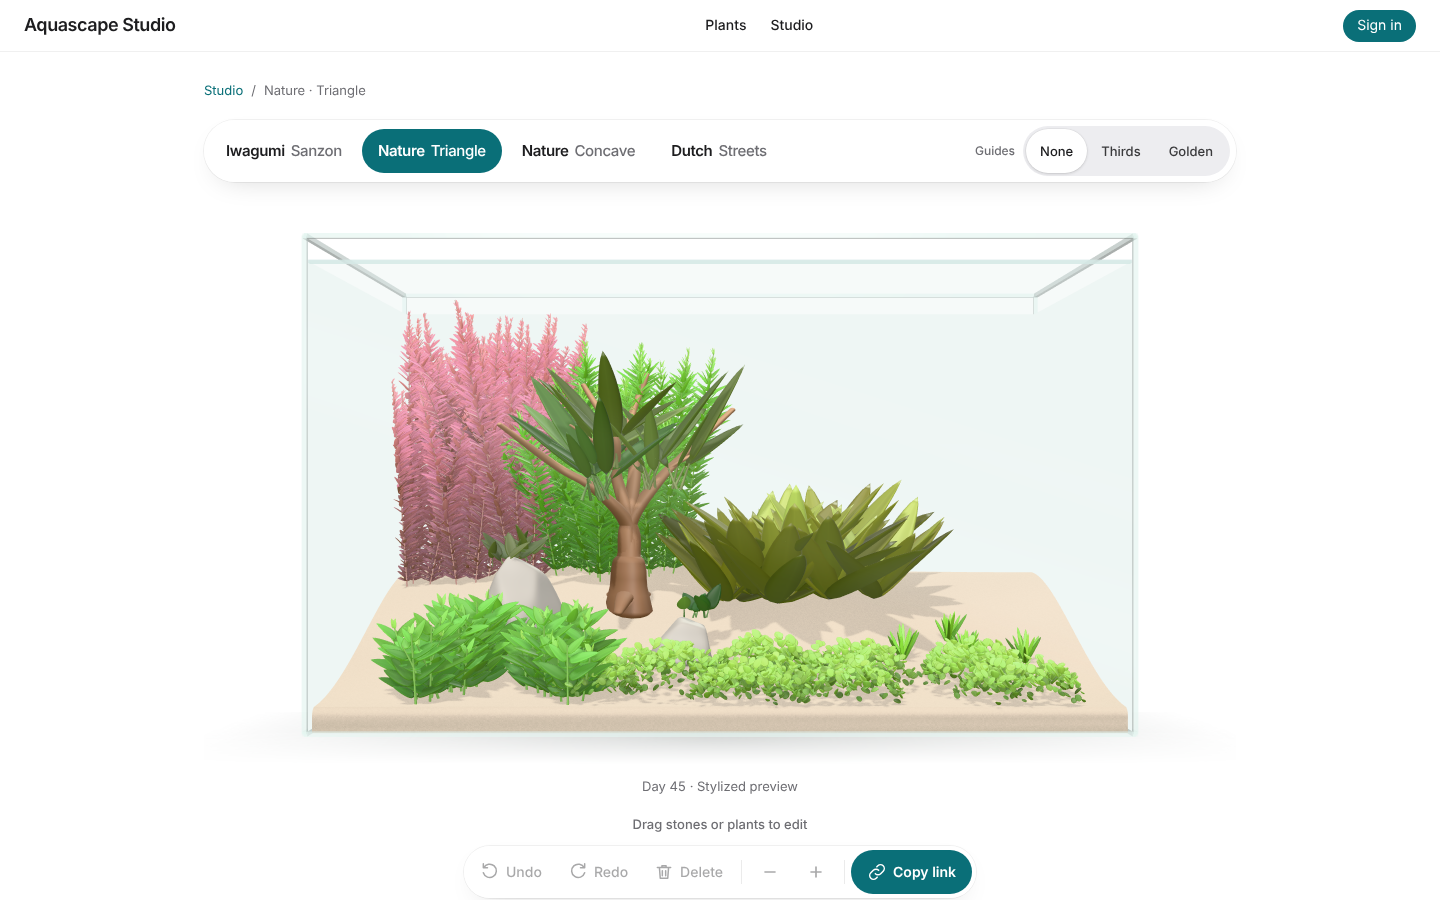 Aquascape Studio
Plants Studio
Sign in
Studio / Nature · Triangle
Iwagumi Sanzon
Nature Triangle
Nature Concave
Dutch Streets
Guides
None
Thirds
Golden
Day 45 · Stylized preview
Drag stones or plants to edit
Undo
Redo
Delete
Copy link